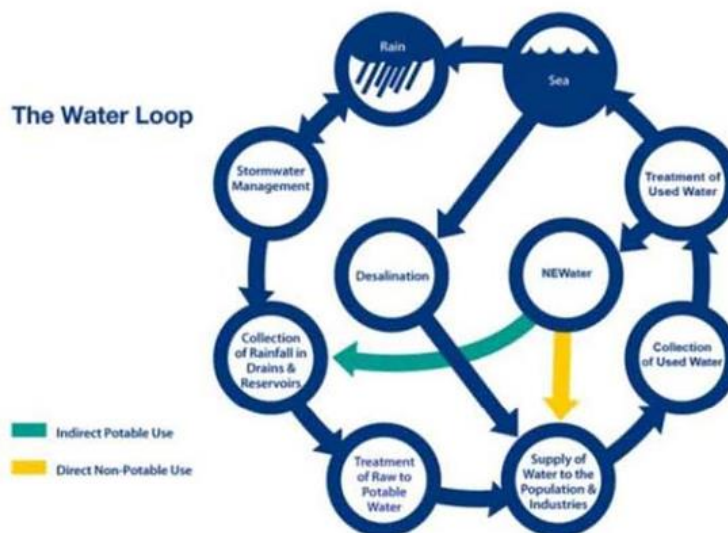 The Water Loop
Rain
Sea
Stormwater
Management
Treatment of
Used Water
Desalination
NEWater
Collection
of Rainfall in
Drains &
Reservoirs
Collection
of Used Water
Indirect Potable Use
Direct Non-Potable Use
Treatment
of Raw to
Potable
Water
Supply of
Water to the
Population &
Industries